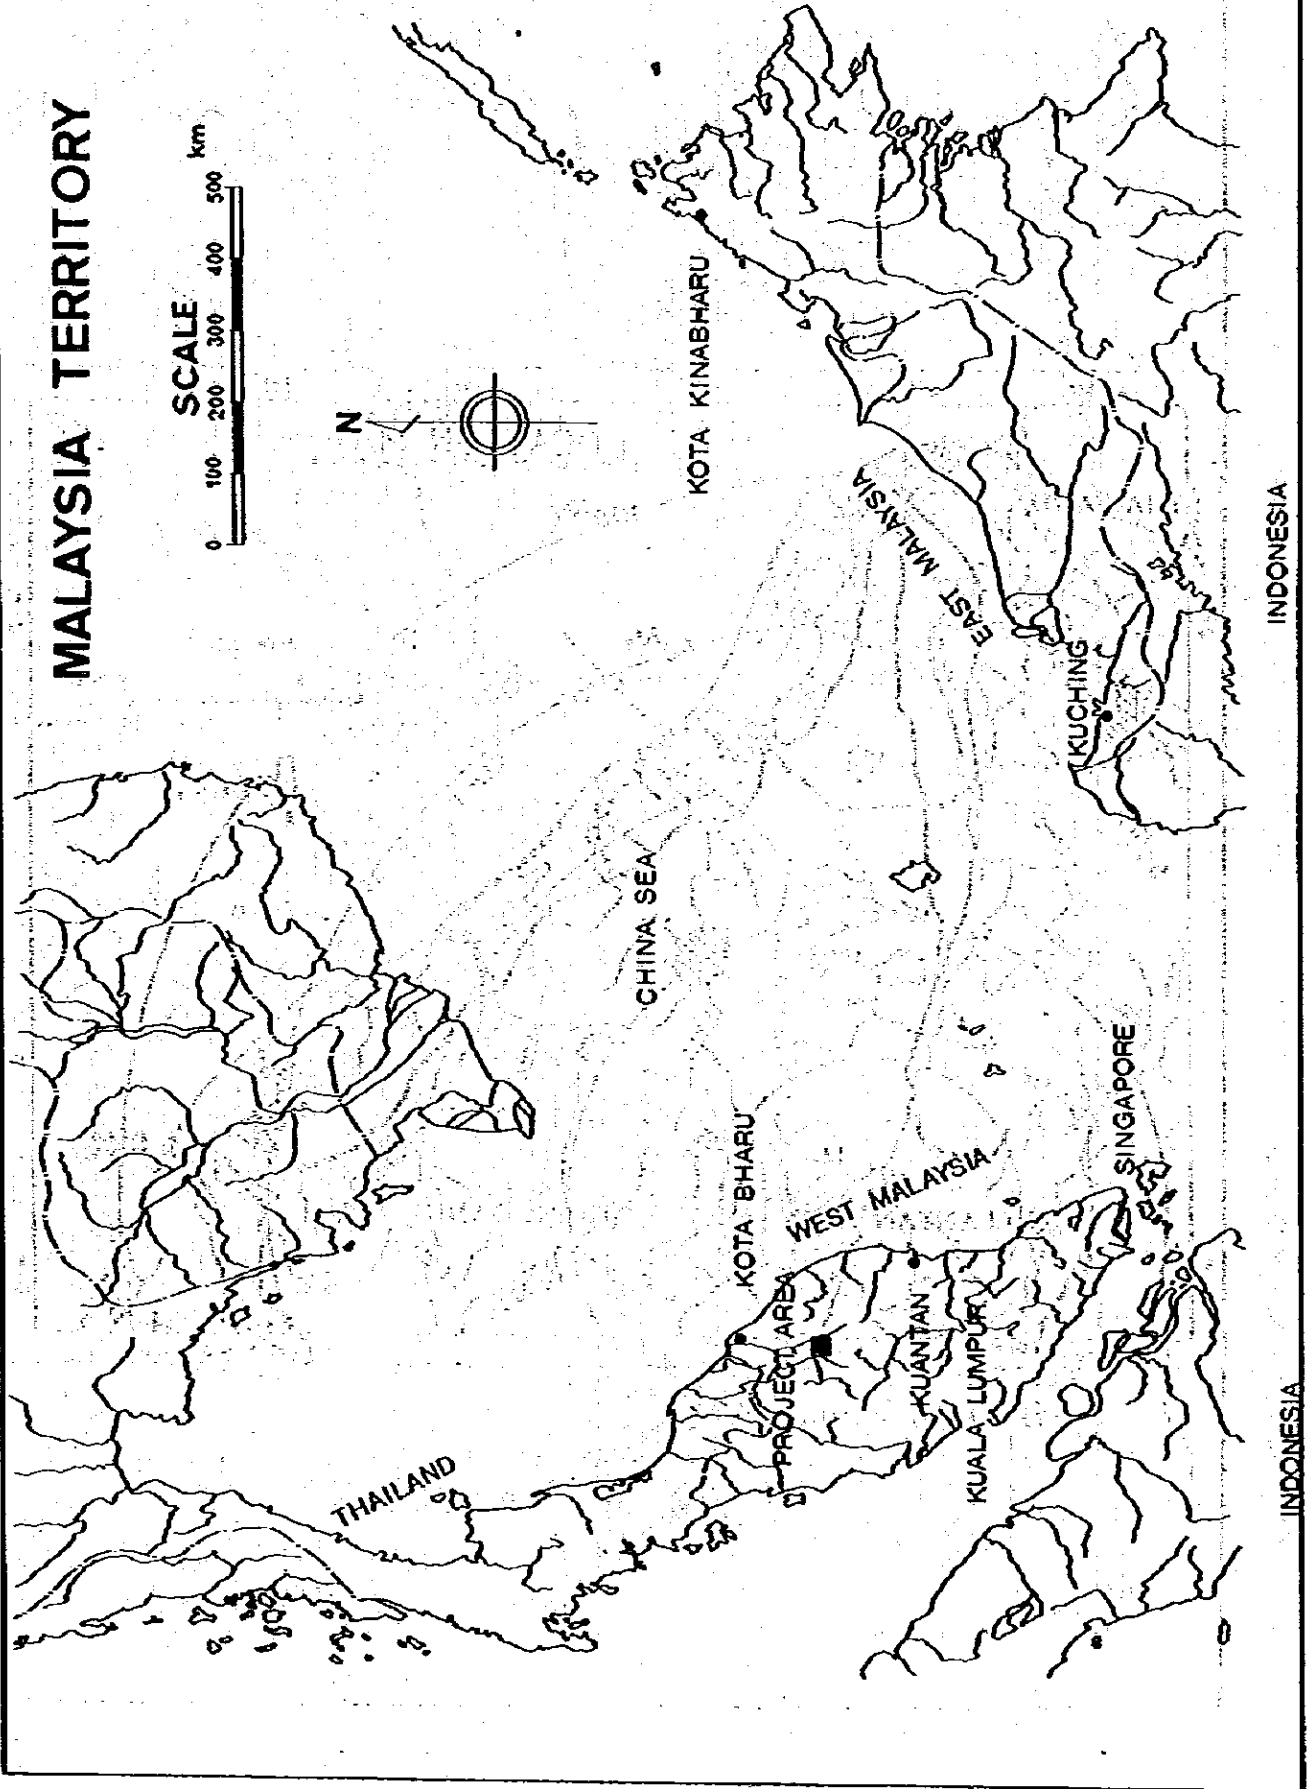 MALAYSIA TERRITORY
SCALE
0 100 200 300 400 500 km
N
THAILAND
CHINA SEA
KOTA KINABHARU
KOTA BHARU
PROJECT AREA
WEST MALAYSIA
EAST MALAYSIA
KUANTAN
KUALA LUMPUR
KUCHING
SINGAPORE
INDONESIA
INDONESIA